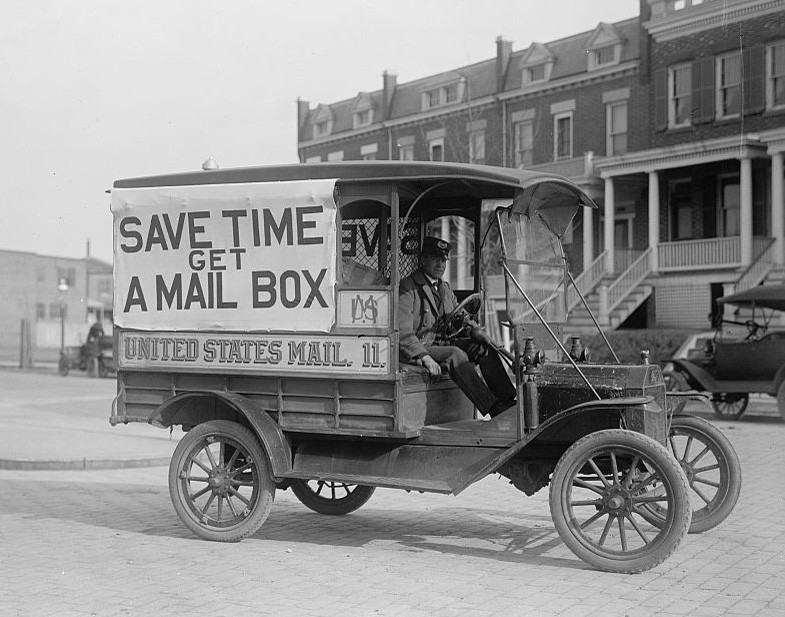 SAVE TIME
GET
A MAIL BOX
UNITED STATES MAIL. 11